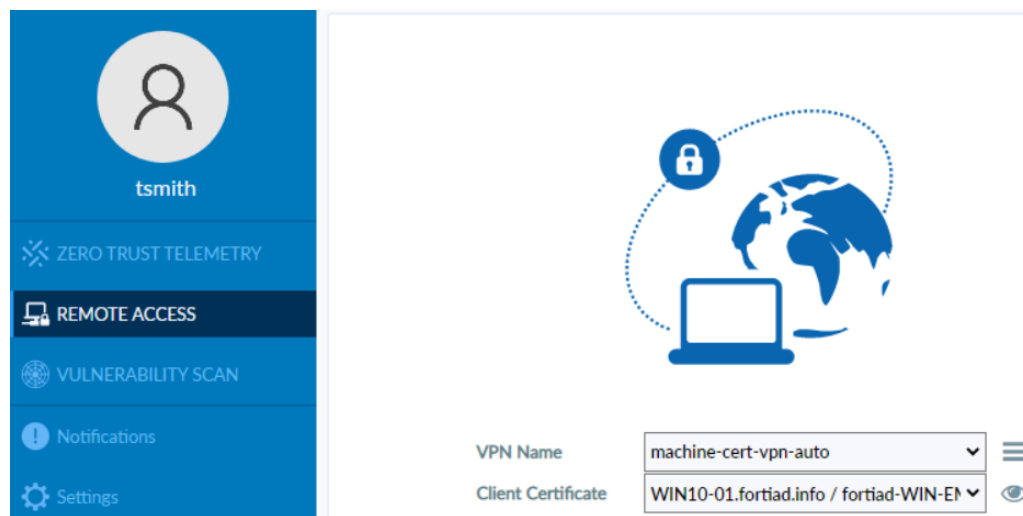 tsmith
ZERO TRUST TELEMETRY
REMOTE ACCESS
VULNERABILITY SCAN
Notifications
Settings
VPN Name
machine-cert-vpn-auto
Client Certificate
WIN10-01.fortiad.info / fortiad-WIN-EN